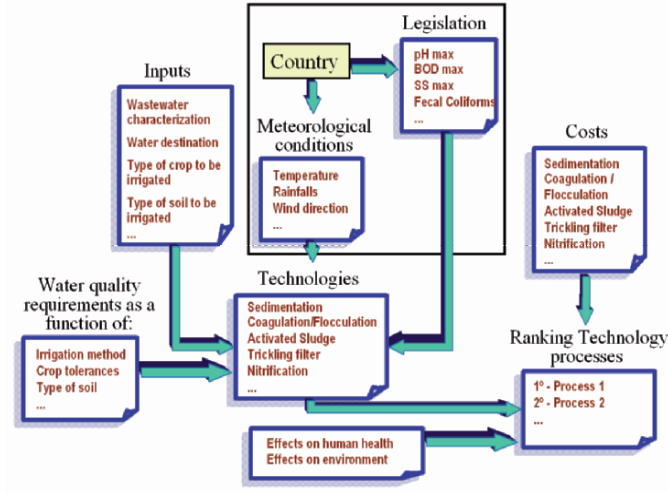 Legislation
Country
pH max
BOD max
SS max
Fecal Coliforms
...
Inputs
Wastewater
characterization
Water destination
Type of crop to be
irrigated
Type of soil to be
irrigated
...
Meteorological
conditions
Temperature
Rainfalls
Wind direction
...
Costs
Sedimentation
Coagulation /
Flocculation
Activated Sludge
Trickling filter
Nitrification
...
Water quality
requirements as a
function of:
Irrigation method
Crop tolerances
Type of soil
...
Technologies
Sedimentation
Coagulation/Flocculation
Activated Sludge
Trickling filter
Nitrification
...
Ranking Technology
processes
1º - Process 1
2º - Process 2
...
Effects on human health
Effects on environment